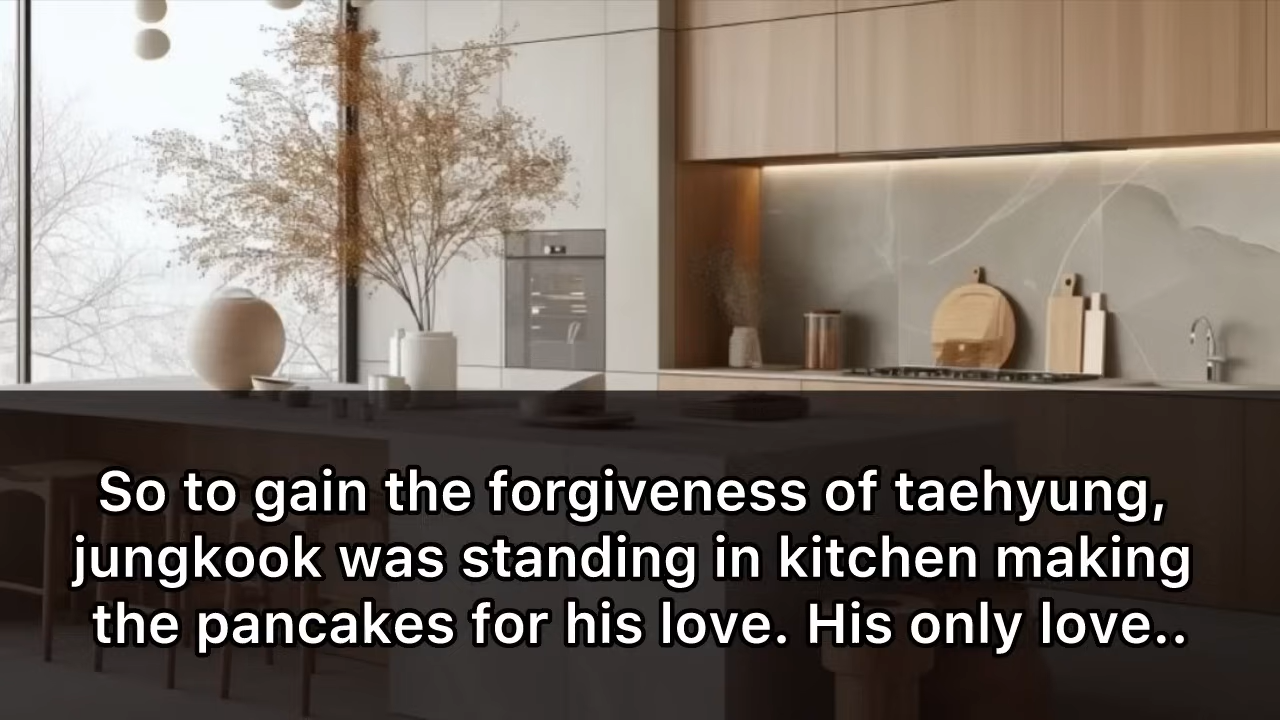 So to gain the forgiveness of taehyung,
jungkook was standing in kitchen making
the pancakes for his love. His only love..